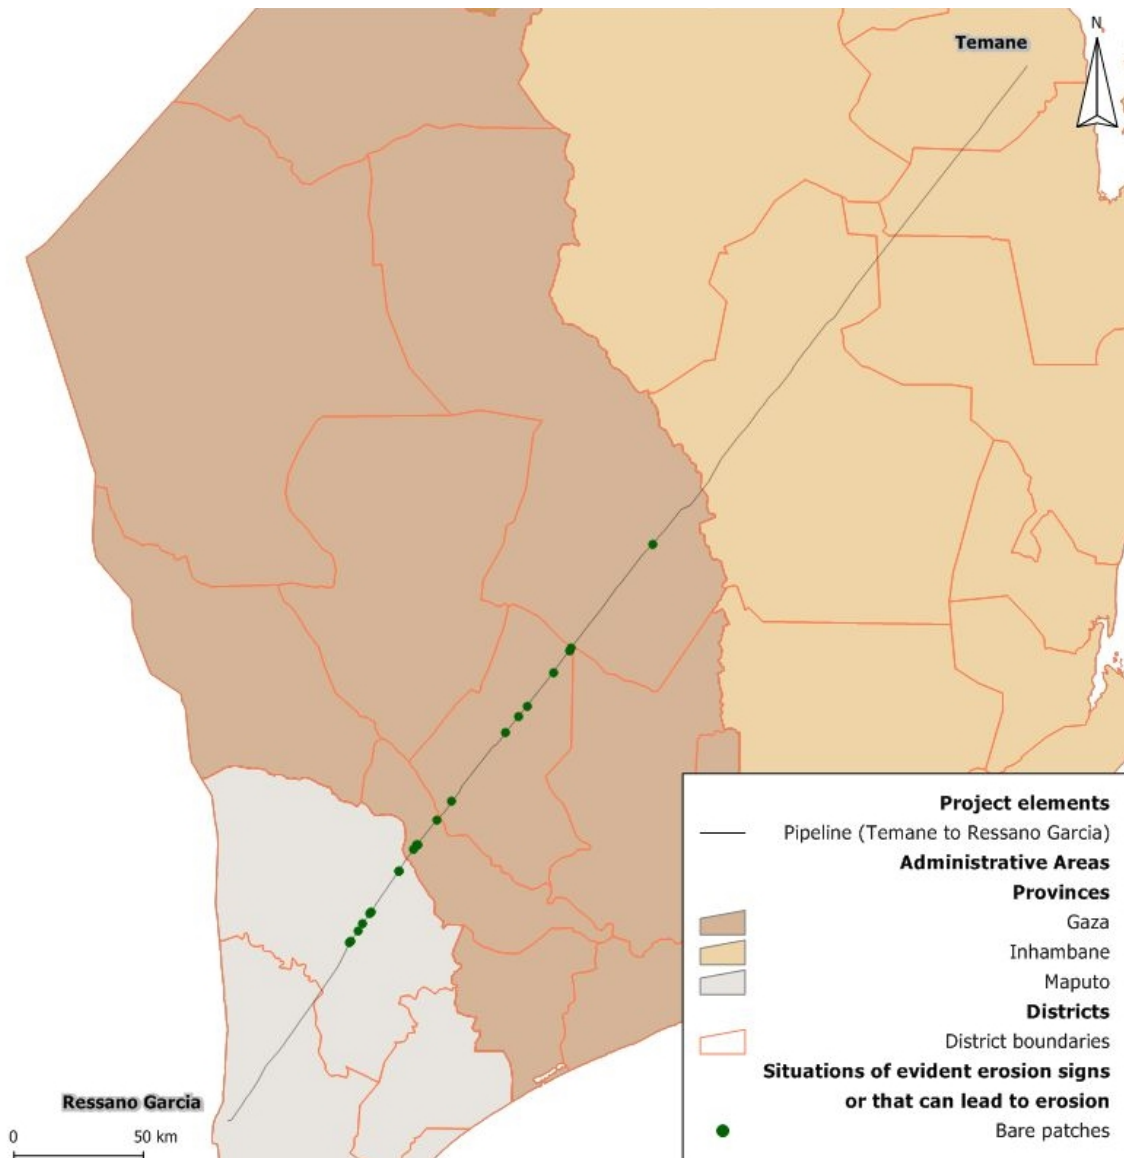 N
Temane
Project elements
Pipeline (Temane to Ressano Garcia)
Administrative Areas
Provinces
Gaza
Inhambane
Maputo
Districts
District boundaries
Situations of evident erosion signs
or that can lead to erosion
Bare patches
Ressano Garcia
0 50 km